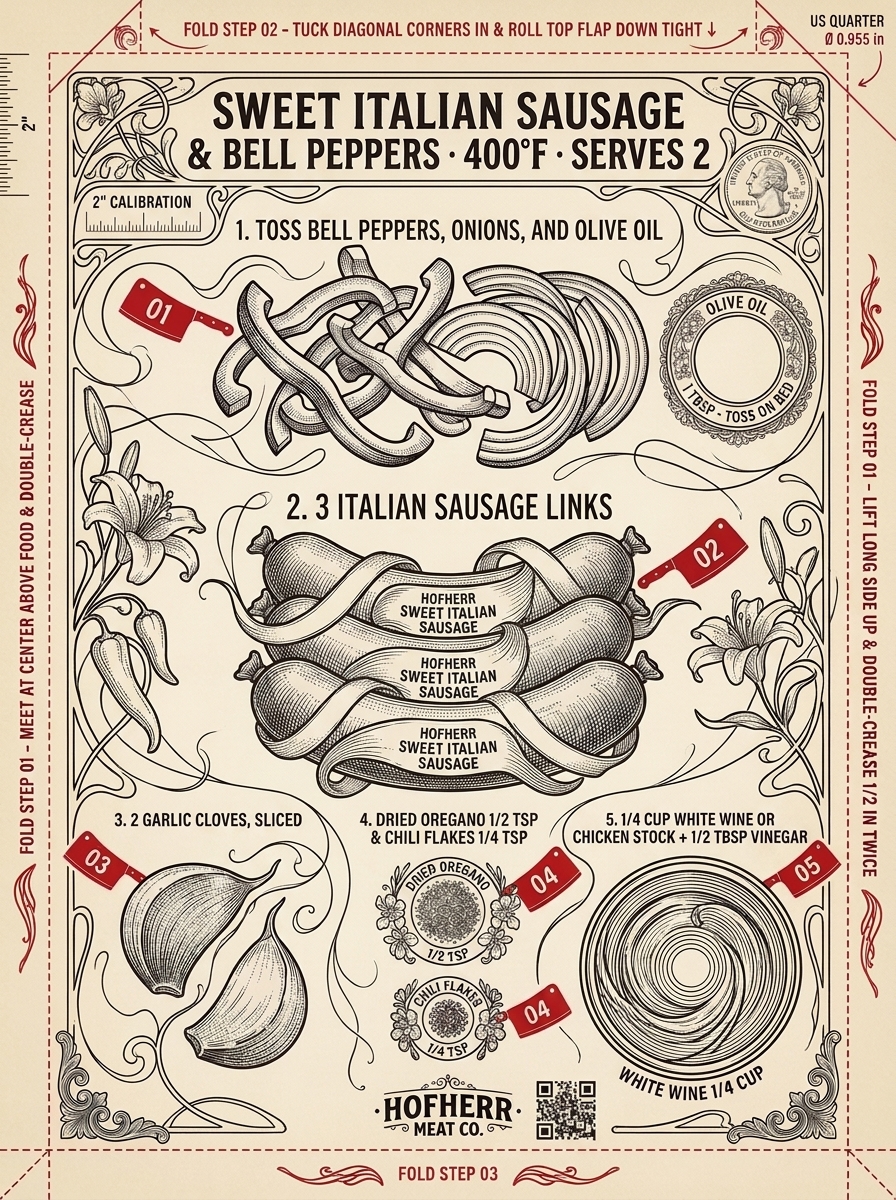 FOLD STEP 02 – TUCK DIAGONAL CORNERS IN & ROLL TOP FLAP DOWN TIGHT ↓
US QUARTER
Ø 0.955 in
2"
SWEET ITALIAN SAUSAGE
& BELL PEPPERS · 400°F · SERVES 2
2" CALIBRATION
LIBERTY
1. TOSS BELL PEPPERS, ONIONS, AND OLIVE OIL
01
OLIVE OIL
1 TBSP - TOSS ON BED
FOLD STEP 01 – MEET AT CENTER ABOVE FOOD & DOUBLE-CREASE
FOLD STEP 01 – LIFT LONG SIDE UP & DOUBLE-CREASE 1/2 IN TWICE
2. 3 ITALIAN SAUSAGE LINKS
02
HOFHERR
SWEET ITALIAN
SAUSAGE
HOFHERR
SWEET ITALIAN
SAUSAGE
HOFHERR
SWEET ITALIAN
SAUSAGE
3. 2 GARLIC CLOVES, SLICED
03
4. DRIED OREGANO 1/2 TSP
& CHILI FLAKES 1/4 TSP
DRIED OREGANO
1/2 TSP
04
CHILI FLAKES
1/4 TSP
04
5. 1/4 CUP WHITE WINE OR
CHICKEN STOCK + 1/2 TBSP VINEGAR
05
WHITE WINE 1/4 CUP
·HOFHERR·
MEAT CO.
FOLD STEP 03